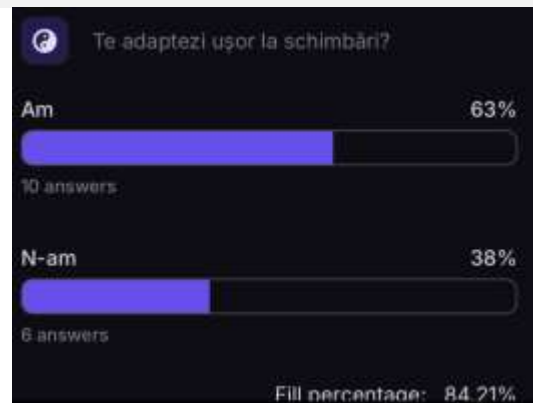 Te adaptezi ușor la schimbări?
Am 63%
10 answers
N-am 38%
6 answers
Fill percentage: 84.21%